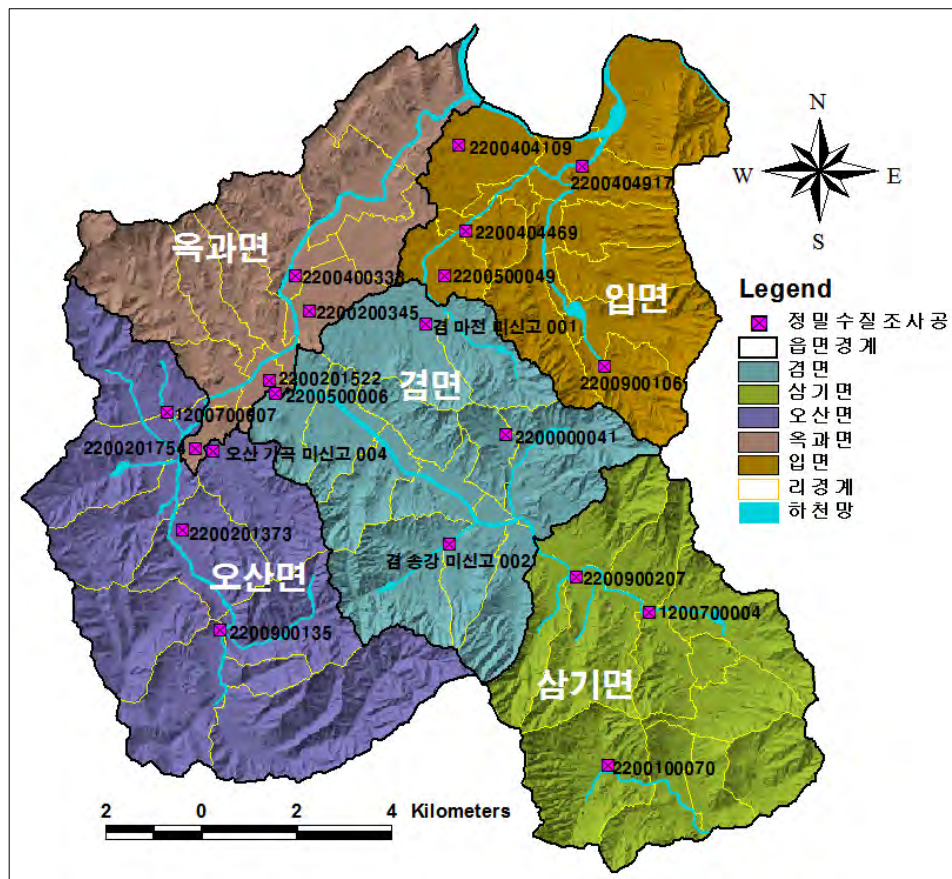 N
W
E
S
2200404109
2200404917
옥과면
2200404469
2200400338
2200500049
입면
Legend
정밀수질조사공
읍면경계
겸면
삼기면
오산면
옥과면
입면
리경계
하천망
2200200345
겸 마전 미신고 001
2200900106
2200201522
겸면
2200500006
1200700607
2200000041
2200201754
오산 가곡 미신고 004
2200201373
겸 송강 미신고 002
오산면
2200900207
1200700004
2200900135
삼기면
2200100070
2 0 2 4 Kilometers